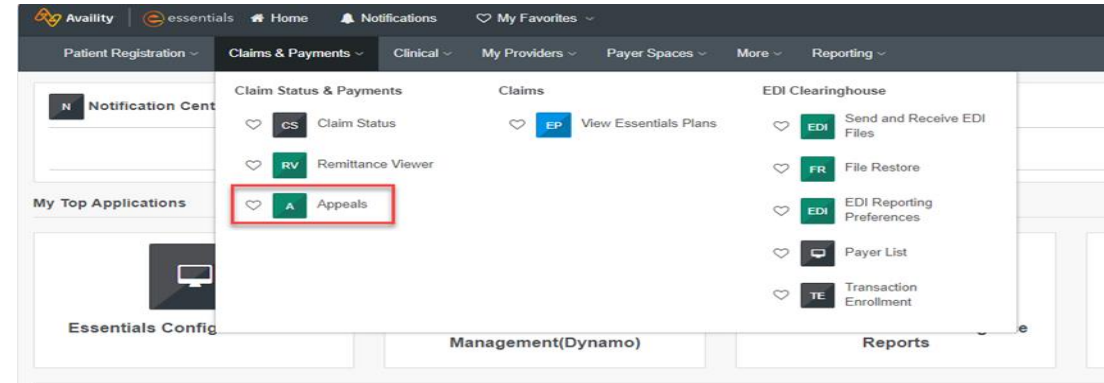 Availity essentials Home Notifications My Favorites
Patient Registration Claims & Payments Clinical My Providers Payer Spaces More Reporting
N Notification Cent
Claim Status & Payments
CS Claim Status
RV Remittance Viewer
A Appeals
Claims
EP View Essentials Plans
EDI Clearinghouse
EDI Send and Receive EDI
Files
FR File Restore
EDI EDI Reporting
Preferences
Payer List
TE Transaction
Enrollment
My Top Applications
Essentials Config
Management(Dynamo)
Reports